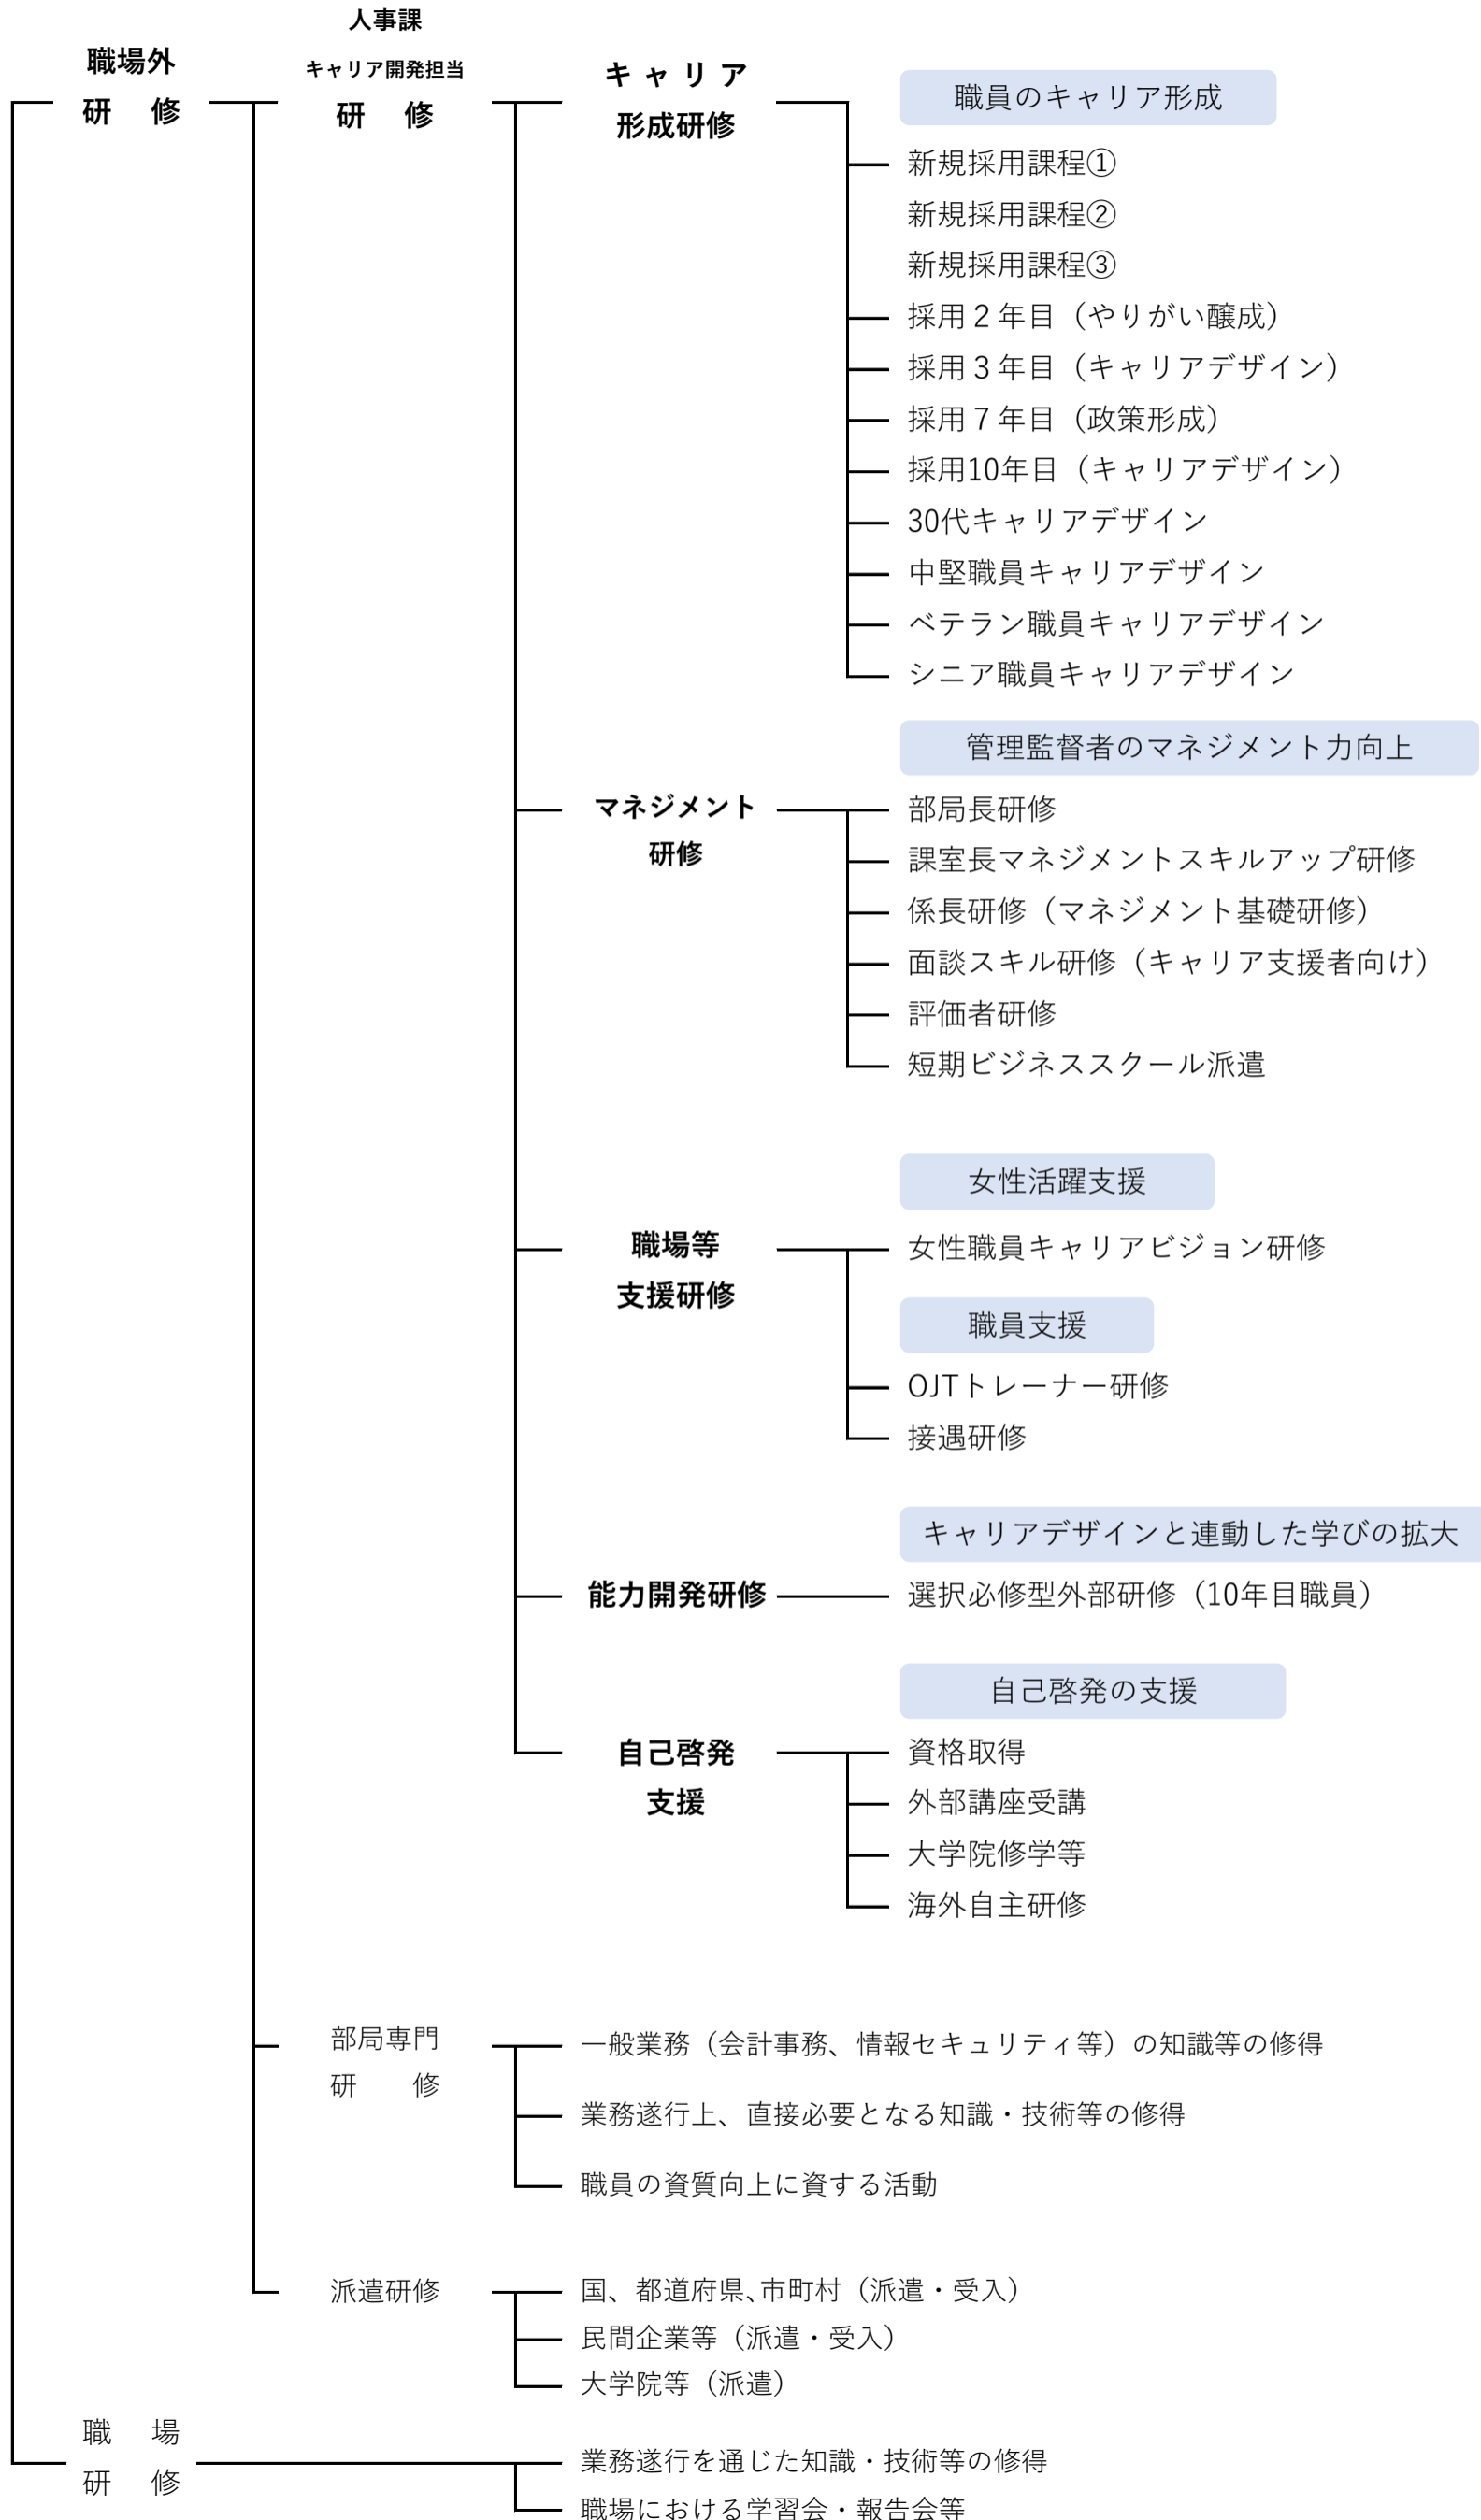 職場外
研　修
人事課
キャリア開発担当
研　修
キャリア
形成研修
職員のキャリア形成
新規採用課程①
新規採用課程②
新規採用課程③
採用２年目（やりがい醸成）
採用３年目（キャリアデザイン）
採用７年目（政策形成）
採用10年目（キャリアデザイン）
30代キャリアデザイン
中堅職員キャリアデザイン
ベテラン職員キャリアデザイン
シニア職員キャリアデザイン
管理監督者のマネジメント力向上
マネジメント
研修
部局長研修
課室長マネジメントスキルアップ研修
係長研修（マネジメント基礎研修）
面談スキル研修（キャリア支援者向け）
評価者研修
短期ビジネススクール派遣
女性活躍支援
職場等
支援研修
女性職員キャリアビジョン研修
職員支援
OJTトレーナー研修
接遇研修
キャリアデザインと連動した学びの拡大
能力開発研修
選択必修型外部研修（10年目職員）
自己啓発の支援
自己啓発
支援
資格取得
外部講座受講
大学院修学等
海外自主研修
部局専門
研　修
一般業務（会計事務、情報セキュリティ等）の知識等の修得
業務遂行上、直接必要となる知識・技術等の修得
職員の資質向上に資する活動
派遣研修
国、都道府県、市町村（派遣・受入）
民間企業等（派遣・受入）
大学院等（派遣）
職　場
研　修
業務遂行を通じた知識・技術等の修得
職場における学習会・報告会等